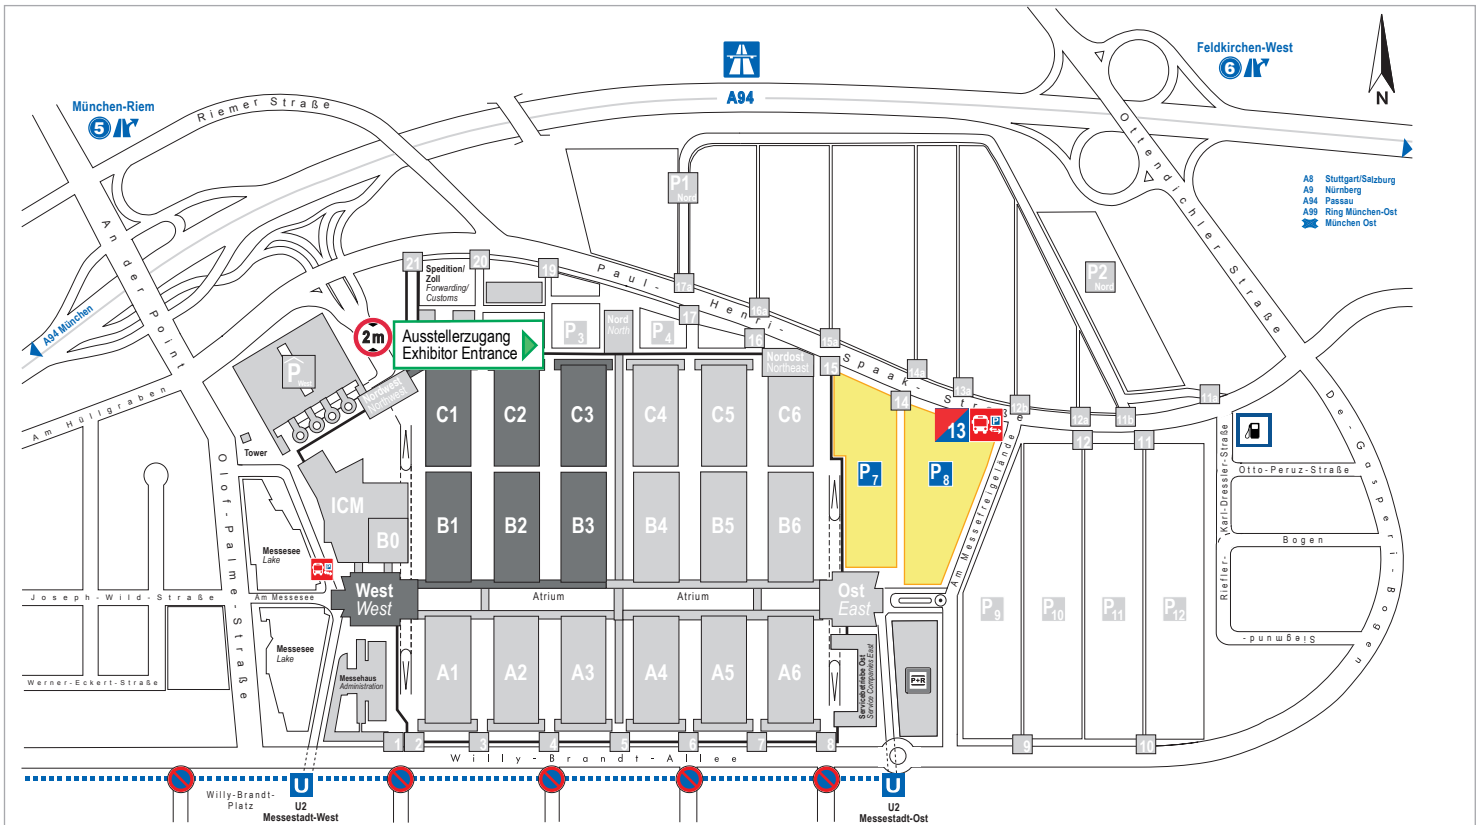 A94
Feldkirchen-West
6
N
München-Riem
5
Riemer Straße
An der Point
Ottendichler Straße
A8 Stuttgart/Salzburg
A9 Nürnberg
A94 Passau
A99 Ring München-Ost
München Ost
P1
Nord
P2
Nord
21
20
19
Spedition/
Zoll
Forwarding/
Customs
Paul-Henri-Spaak-Straße
17a
16a
15a
14a
13a
12b
12a
11b
11a
A94 München
2m
Ausstellerzugang
Exhibitor Entrance
P3
Nord
North
P4
17
16
15
14
13
12
11
Nordost
Northeast
P
West
Nordwest
Northwest
Am Hüllgraben
Tower
Olof-Palme-Straße
C1
C2
C3
C4
C5
C6
P7
P8
Am Messefreigelände
Karl-Dressler-Straße
Otto-Peruz-Straße
De-Gasperi-Bogen
ICM
B0
B1
B2
B3
B4
B5
B6
Bogen
Riefler-
Siegmund-
Messesee
Lake
Joseph-Wild-Straße
Am Messesee
West
West
Atrium
Atrium
Ost
East
P9
P10
P11
P12
Messesee
Lake
Messehaus
Administration
A1
A2
A3
A4
A5
A6
Servicebetriebe Ost
Service Companies East
P+R
Werner-Eckert-Straße
1
2
3
4
5
6
7
8
9
10
Willy-Brandt-Allee
Willy-Brandt-
Platz
U
U2
Messestadt-West
U
U2
Messestadt-Ost